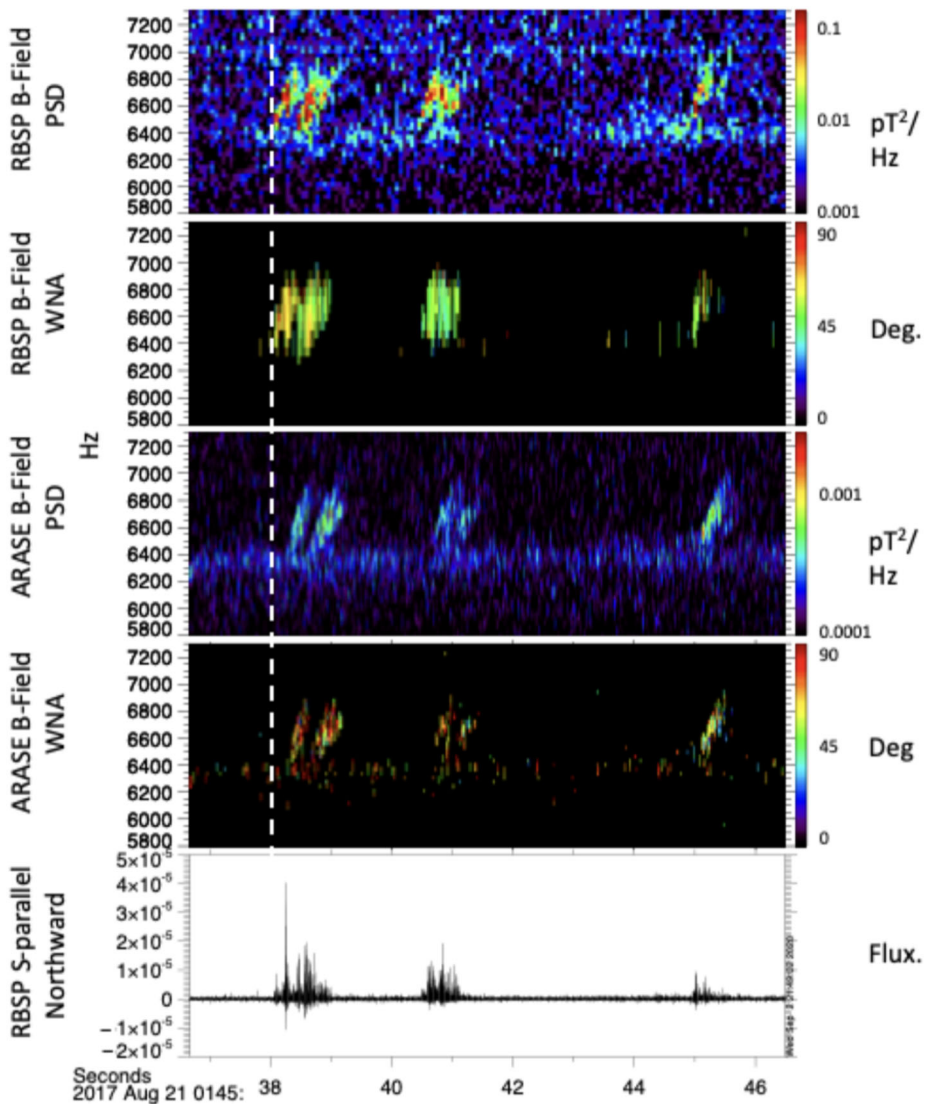 RBSP B-Field
PSD
7200
7000
6800
6600
6400
6200
6000
5800
0.1
0.01
0.001
pT²/
Hz
RBSP B-Field
WNA
7200
7000
6800
6600
6400
6200
6000
5800
90
45
0
Deg.
Hz
ARASE B-Field
PSD
7200
7000
6800
6600
6400
6200
6000
5800
0.001
0.0001
pT²/
Hz
ARASE B-Field
WNA
7200
7000
6800
6600
6400
6200
6000
5800
90
45
0
Deg
RBSP S-parallel
Northward
5×10⁻⁵
4×10⁻⁵
3×10⁻⁵
2×10⁻⁵
1×10⁻⁵
0
−1×10⁻⁵
−2×10⁻⁵
Flux.
Seconds
2017 Aug 21 0145:
38 40 42 44 46